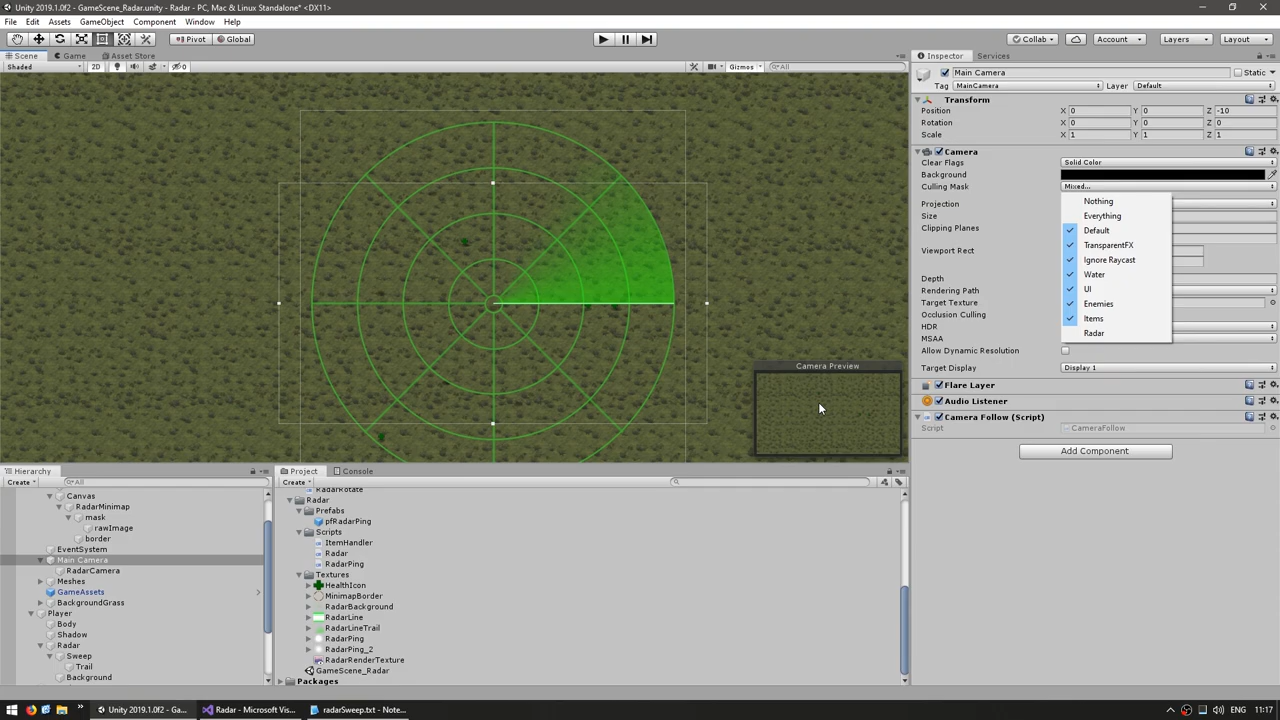 Unity 2019.1.0f2 - GameScene_Radar.unity - Radar - PC, Mac & Linux Standalone* <DX11>
File Edit Assets GameObject Component Window Help
Pivot Global Collab Account Layers Layout
Scene Game Asset Store
Shaded 2D 0 Gizmos All
Camera Preview
Inspector Services
Main Camera Static
Tag MainCamera Layer Default
Transform
Position X 0 Y 0 Z -10
Rotation X 0 Y 0 Z 0
Scale X 1 Y 1 Z 1
Camera
Clear Flags Solid Color
Background
Culling Mask Mixed...
Nothing
Projection
Everything
Size
Clipping Planes
Default
TransparentFX
Viewport Rect
Ignore Raycast
Water
Depth
UI
Rendering Path
Target Texture
Enemies
Occlusion Culling
Items
HDR
Radar
MSAA
Allow Dynamic Resolution
Target Display Display 1
Flare Layer
Audio Listener
Camera Follow (Script)
Script CameraFollow
Add Component
Hierarchy
Create All
Canvas
RadarMinimap
mask
rawImage
border
EventSystem
Main Camera
RadarCamera
Meshes
GameAssets
BackgroundGrass
Player
Body
Shadow
Radar
Sweep
Trail
Background
Project Console
Create
RadarRotate
Radar
Prefabs
pfRadarPing
Scripts
ItemHandler
Radar
RadarPing
Textures
HealthIcon
MinimapBorder
RadarBackground
RadarLine
RadarLineTrail
RadarPing
RadarPing_2
RadarRenderTexture
GameScene_Radar
Packages
Unity 2019.1.0f2 - Ga... Radar - Microsoft Vis... radarSweep.txt - Note... ENG 11:17